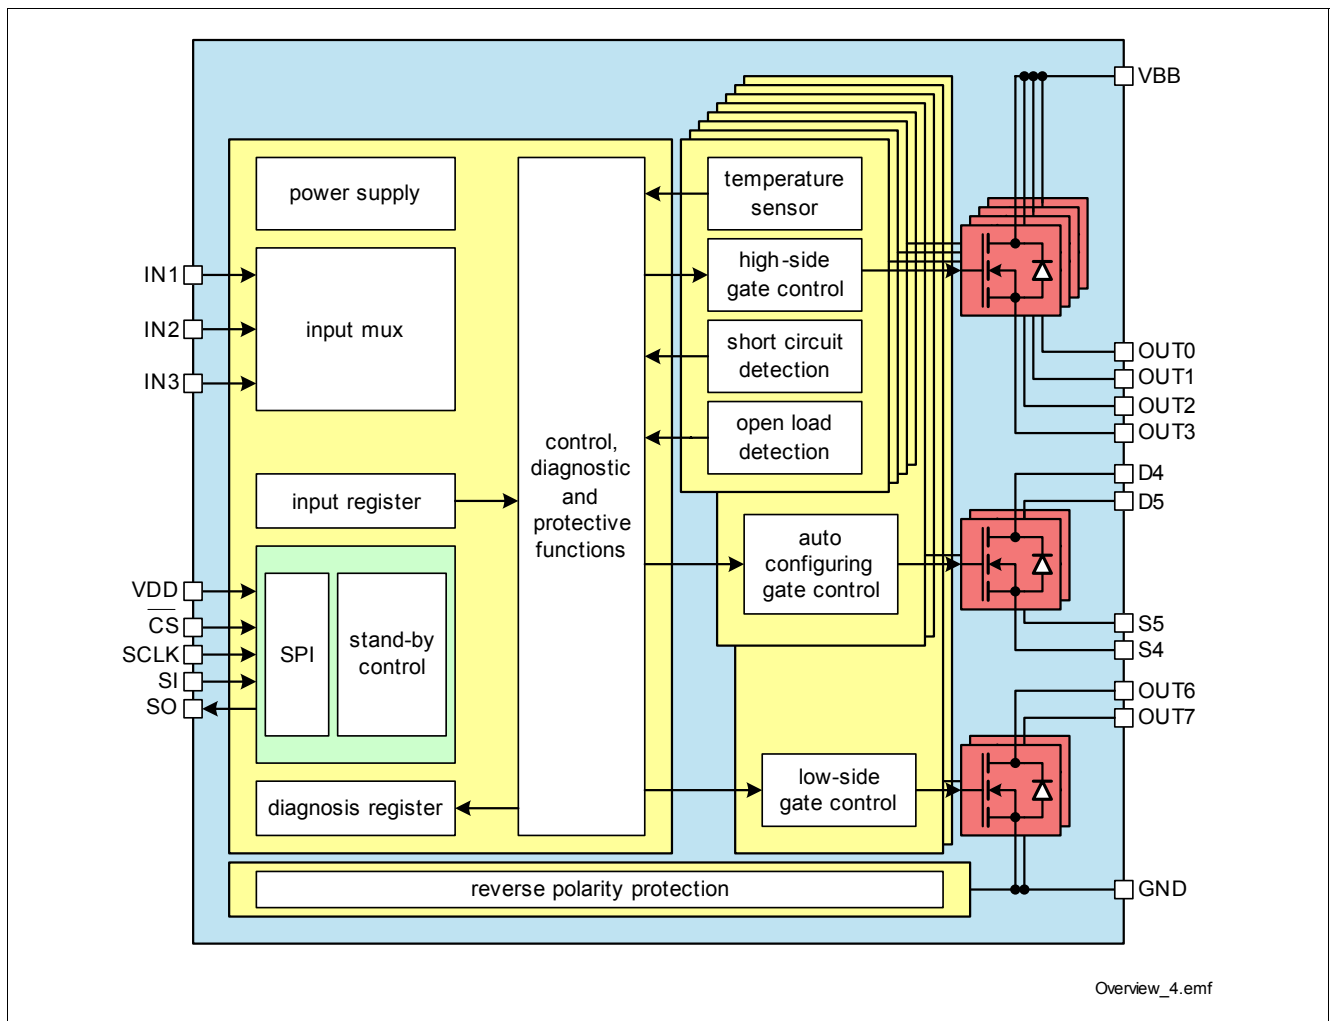 VBB
power supply
temperature
sensor
IN1
IN2
IN3
input mux
high-side
gate control
short circuit
detection
open load
detection
OUT0
OUT1
OUT2
OUT3
control,
diagnostic
and
protective
functions
input register
D4
D5
auto
configuring
gate control
VDD
CS
SCLK
SI
SO
SPI
stand-by
control
S5
S4
OUT6
OUT7
low-side
gate control
diagnosis register
reverse polarity protection
GND
Overview_4.emf